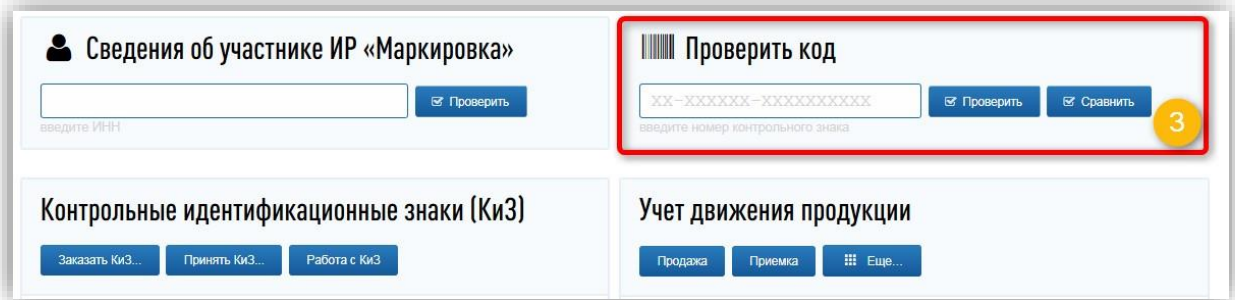 Сведения об участнике ИР «Маркировка»
Проверить
введите ИНН
Проверить код
XX-XXXXXX-XXXXXXXXXX
Проверить
Сравнить
введите номер контрольного знака
3
Контрольные идентификационные знаки (КиЗ)
Заказать КиЗ...
Принять КиЗ...
Работа с КиЗ
Учет движения продукции
Продажа
Приемка
Еще...